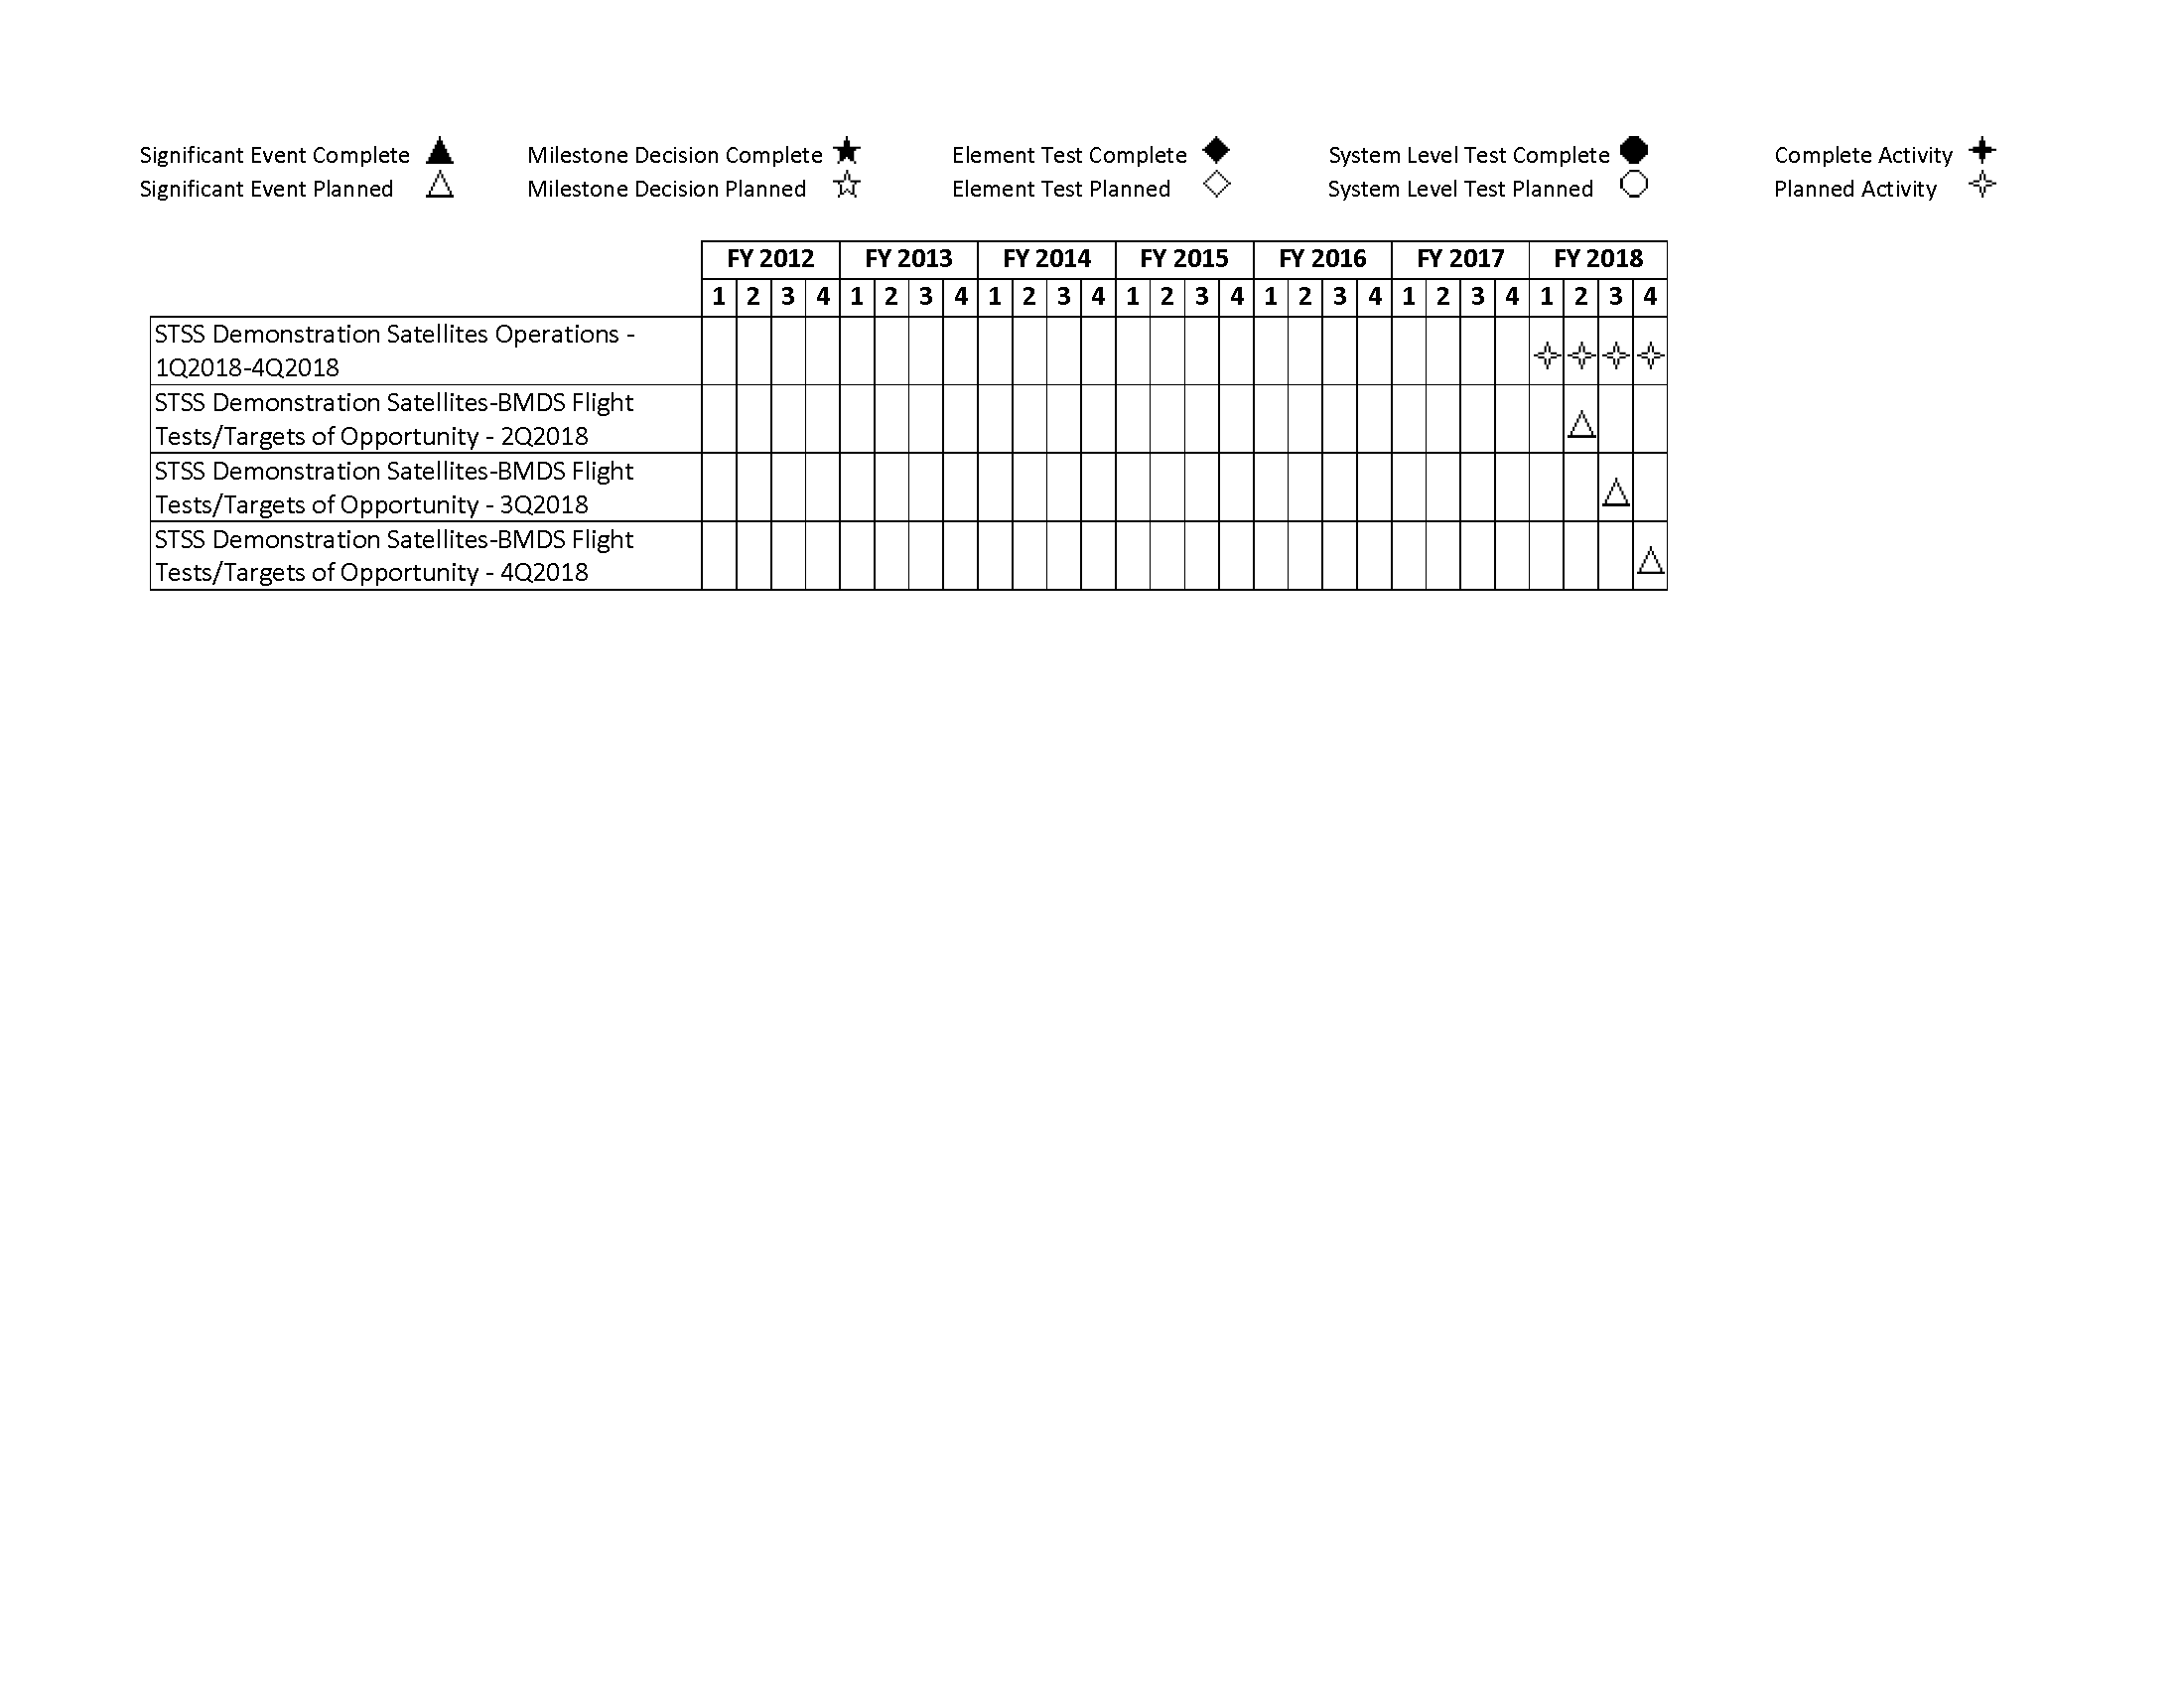 Significant Event Complete Milestone Decision Complete Element Test Complete System Level Test Complete Complete Activity
Significant Event Planned Milestone Decision Planned Element Test Planned System Level Test Planned Planned Activity
FY 2012 FY 2013 FY 2014 FY 2015 FY 2016 FY 2017 FY 2018
1 2 3 4 1 2 3 4 1 2 3 4 1 2 3 4 1 2 3 4 1 2 3 4 1 2 3 4
STSS Demonstration Satellites Operations -
1Q2018-4Q2018
STSS Demonstration Satellites-BMDS Flight
Tests/Targets of Opportunity - 2Q2018
STSS Demonstration Satellites-BMDS Flight
Tests/Targets of Opportunity - 3Q2018
STSS Demonstration Satellites-BMDS Flight
Tests/Targets of Opportunity - 4Q2018